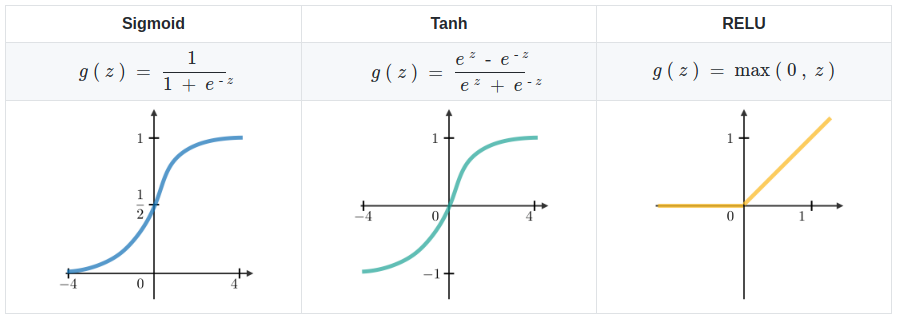 Sigmoid Tanh RELU
g ( z ) = 1 / 1 + e^-z g ( z ) = e^z - e^-z / e^z + e^-z g ( z ) = max ( 0 , z )
1 1 1
1/2
−4 0 4 0 1
−1
−4 0 4